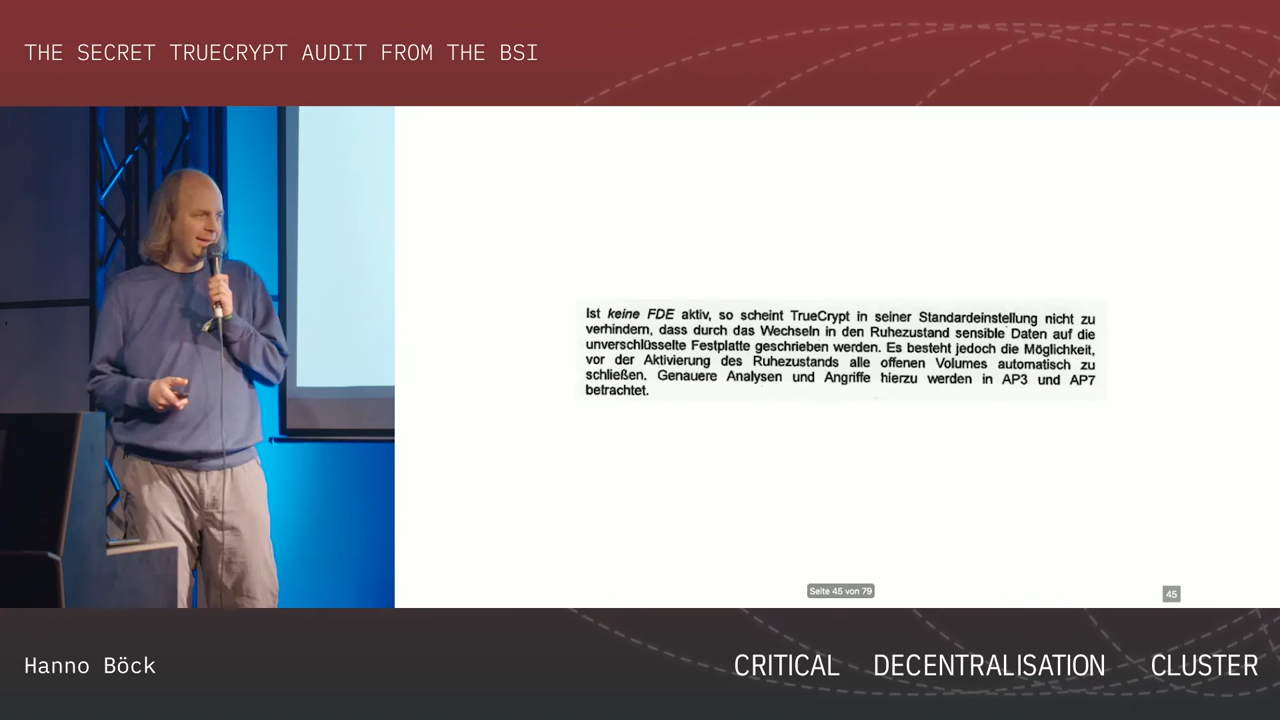 THE SECRET TRUECRYPT AUDIT FROM THE BSI
Ist keine FDE aktiv, so scheint TrueCrypt in seiner Standardeinstellung nicht zu
verhindern, dass durch das Wechseln in den Ruhezustand sensible Daten auf die
unverschlüsselte Festplatte geschrieben werden. Es besteht jedoch die Möglichkeit,
vor der Aktivierung des Ruhezustands alle offenen Volumes automatisch zu
schließen. Genauere Analysen und Angriffe hierzu werden in AP3 und AP7
betrachtet.
Seite 45 von 79
45
Hanno Böck
CRITICAL DECENTRALISATION CLUSTER